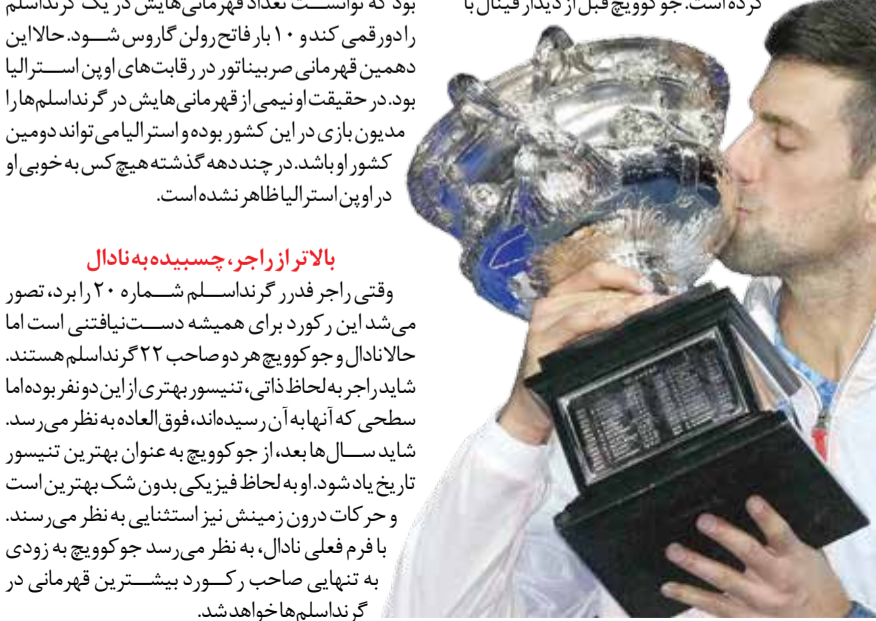 کرده است. جوکوویچ قبل از دیدار فینال با
بود که توانست تعداد قهرمانی‌هایش در یک گرنداسلم
را دورقمی کند و ۱۰ بار فاتح رولن گاروس شود. حالا این
دهمین قهرمانی صربیناتور در رقابت‌های اوپن استرالیا
بود. در حقیقت او نیمی از قهرمانی‌هایش در گرنداسلم‌ها را
مدیون بازی در این کشور بوده و استرالیا می‌تواند دومین
کشور او باشد. در چند دهه گذشته هیچ کس به خوبی او
در اوپن استرالیا ظاهر نشده است.
بالاتر از راجر، چسبیده به نادال
وقتی راجر فدرر گرنداسلم شماره ۲۰ را برد، تصور
می‌شد این رکورد برای همیشه دست‌نیافتنی است اما
حالا نادال و جوکوویچ هر دو صاحب ۲۲ گرنداسلم هستند.
شاید راجر به لحاظ ذاتی، تنیسور بهتری از این دو نفر بوده اما
سطحی که آنها به آن رسیده‌اند، فوق‌العاده به نظر می‌رسد.
شاید سال‌ها بعد، از جوکوویچ به عنوان بهترین تنیسور
تاریخ یاد شود. او به لحاظ فیزیکی بدون شک بهترین است
و حرکات درون زمینش نیز استثنایی به نظر می‌رسند.
با فرم فعلی نادال، به نظر می‌رسد جوکوویچ به زودی
به تنهایی صاحب رکورد بیشترین قهرمانی در
گرنداسلم‌ها خواهد شد.